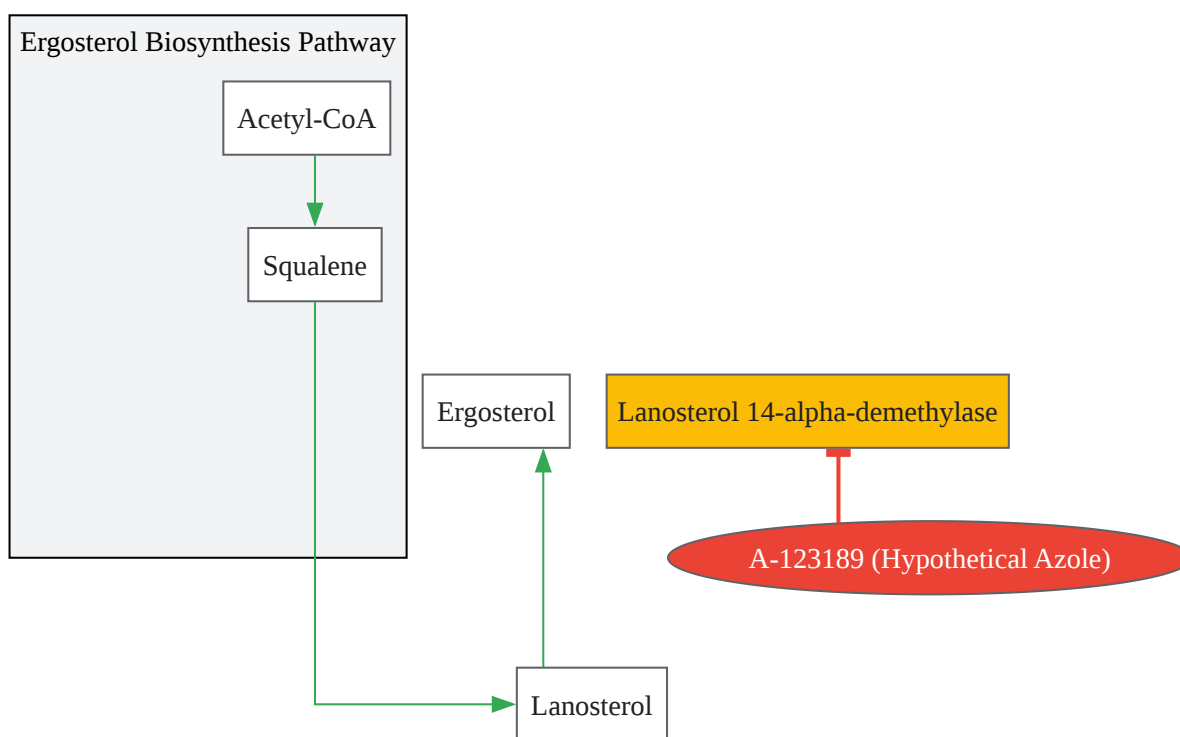 Ergosterol Biosynthesis Pathway
Acetyl-CoA
Squalene
Ergosterol
Lanosterol 14-alpha-demethylase
A-123189 (Hypothetical Azole)
Lanosterol